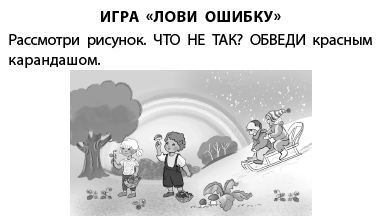 ИГРА «ЛОВИ ОШИБКУ»
Рассмотри рисунок. ЧТО НЕ ТАК? ОБВЕДИ красным
карандашом.